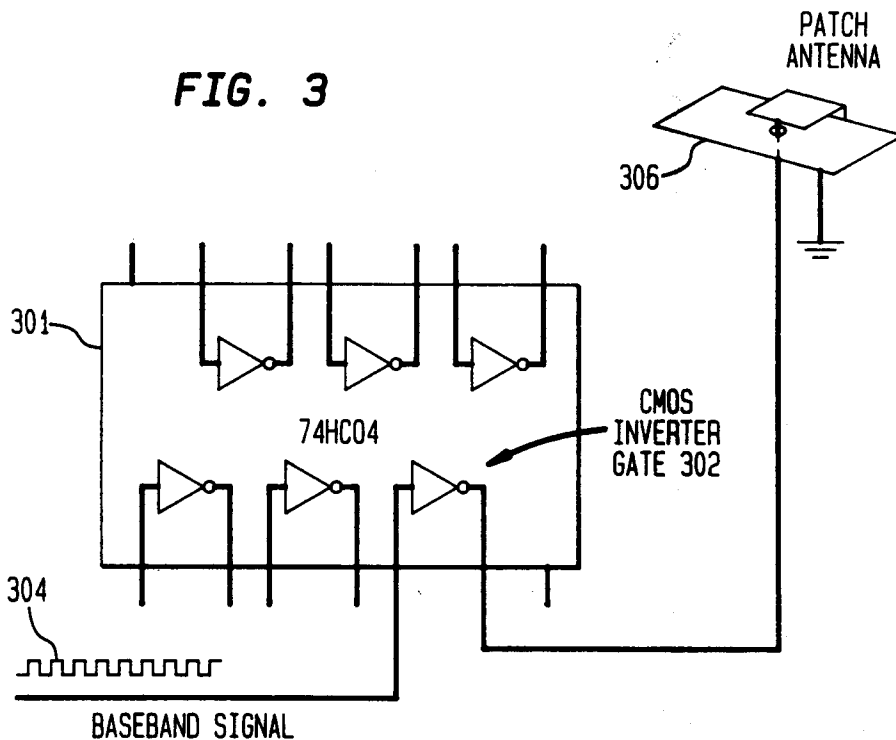 PATCH
ANTENNA
FIG. 3
306
301
74HC04
CMOS
INVERTER
GATE 302
304
BASEBAND SIGNAL